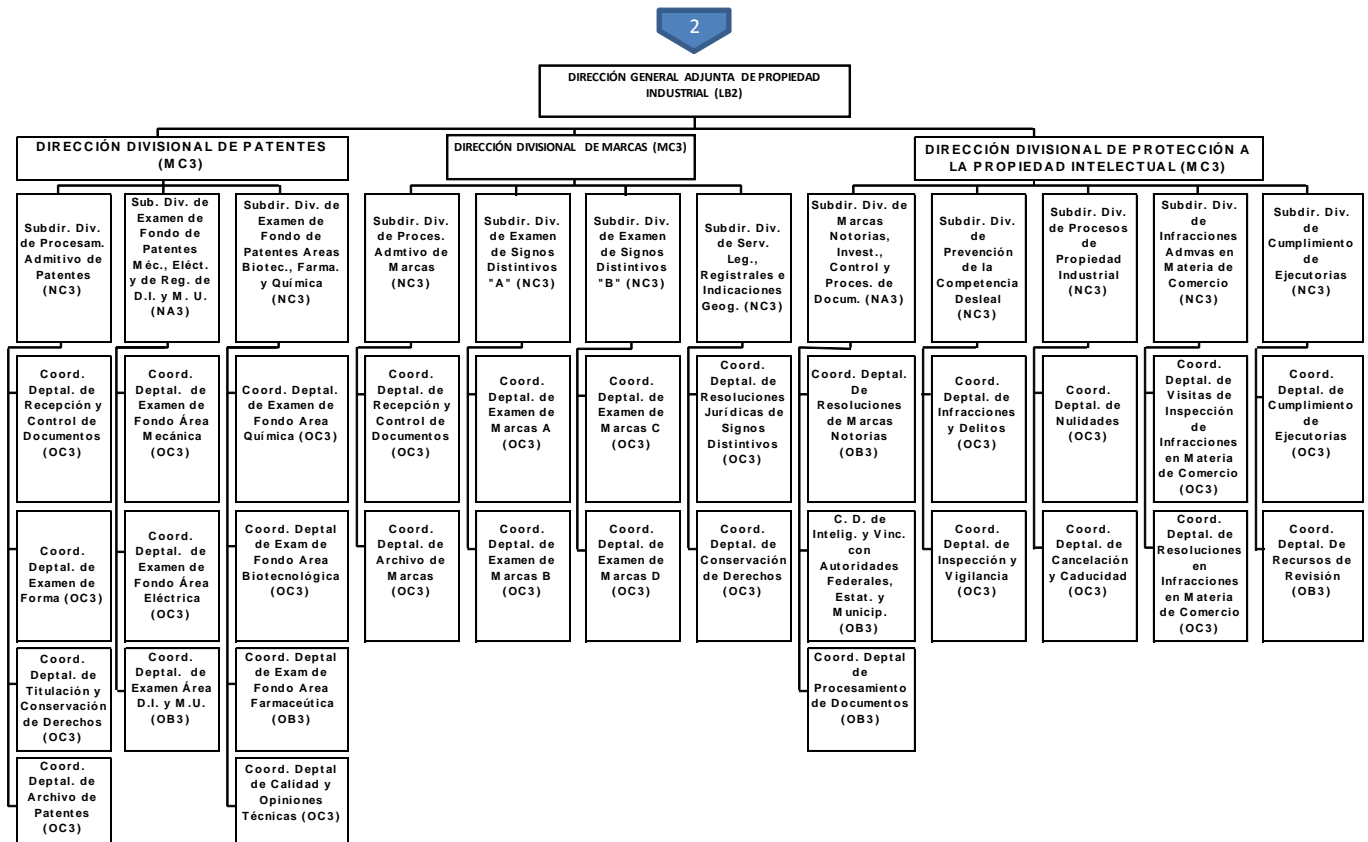 2
DIRECCIÓN GENERAL ADJUNTA DE PROPIEDAD
INDUSTRIAL (LB2)
DIRECCIÓN DIVISIONAL DE PATENTES
(MC3)
DIRECCIÓN DIVISIONAL DE MARCAS (MC3)
DIRECCIÓN DIVISIONAL DE PROTECCIÓN A
LA PROPIEDAD INTELECTUAL (MC3)
Subdir. Div.
de Procesam.
Admitivo de
Patentes
(NC3)
Sub. Div. de
Examen de
Fondo de
Patentes
Méc., Eléct.
y de Reg. de
D.I. y M. U.
(NA3)
Subdir. Div. de
Examen de
Fondo de
Patentes Areas
Biotec., Farma.
y Química
(NC3)
Subdir. Div.
de Proces.
Admtivo de
Marcas
(NC3)
Subdir. Div.
de Examen
de Signos
Distintivos
"A" (NC3)
Subdir. Div.
de Examen
de Signos
Distintivos
"B" (NC3)
Subdir. Div.
de Serv.
Leg.,
Registrales e
Indicaciones
Geog. (NC3)
Subdir. Div. de
Marcas
Notorias,
Invest.,
Control y
Proces. de
Docum. (NA3)
Subdir. Div.
de
Prevención
de la
Competencia
Desleal
(NC3)
Subdir. Div.
de Procesos
de
Propiedad
Industrial
(NC3)
Subdir. Div.
de
Infracciones
Admvas en
Materia de
Comercio
(NC3)
Subdir. Div.
de
Cumplimiento
de
Ejecutorias
(NC3)
Coord.
Deptal. de
Recepción y
Control de
Documentos
(OC3)
Coord.
Deptal. de
Examen de
Fondo Área
Mecánica
(OC3)
Coord. Deptal.
de Examen de
Fondo Area
Química (OC3)
Coord.
Deptal. de
Recepción y
Control de
Documentos
(OC3)
Coord.
Deptal. de
Examen de
Marcas A
(OC3)
Coord.
Deptal. de
Examen de
Marcas C
(OC3)
Coord.
Deptal. de
Resoluciones
Jurídicas de
Signos
Distintivos
(OC3)
Coord. Deptal.
De
Resoluciones
de Marcas
Notorias
(OB3)
Coord.
Deptal. de
Infracciones
y Delitos
(OC3)
Coord.
Deptal. de
Nulidades
(OC3)
Coord.
Deptal. de
Visitas de
Inspección
de
Infracciones
en Materia
de Comercio
(OC3)
Coord.
Deptal. de
Cumplimiento
de
Ejecutorias
(OC3)
Coord.
Deptal. de
Examen de
Forma (OC3)
Coord.
Deptal. de
Examen de
Fondo Área
Eléctrica
(OC3)
Coord. Deptal
de Exam de
Fondo Area
Biotecnológica
(OC3)
Coord.
Deptal. de
Archivo de
Marcas
(OC3)
Coord.
Deptal. de
Examen de
Marcas B
(OC3)
Coord.
Deptal. de
Examen de
Marcas D
(OC3)
Coord.
Deptal. de
Conservación
de Derechos
(OC3)
C. D. de
Intelig. y Vinc.
con
Autoridades
Federales,
Estat. y
Municip.
(OB3)
Coord.
Deptal. de
Inspección y
Vigilancia
(OC3)
Coord.
Deptal. de
Cancelación
y Caducidad
(OC3)
Coord.
Deptal. de
Resoluciones
en
Infracciones
en Materia
de Comercio
(OC3)
Coord.
Deptal. De
Recursos de
Revisión
(OB3)
Coord.
Deptal. de
Titulación y
Conservación
de Derechos
(OC3)
Coord.
Deptal. de
Examen Área
D.I. y M.U.
(OB3)
Coord. Deptal
de Exam de
Fondo Area
Farmaceútica
(OB3)
Coord. Deptal
de
Procesamiento
de Documentos
(OB3)
Coord.
Deptal. de
Archivo de
Patentes
(OC3)
Coord. Deptal
de Calidad y
Opiniones
Técnicas (OC3)